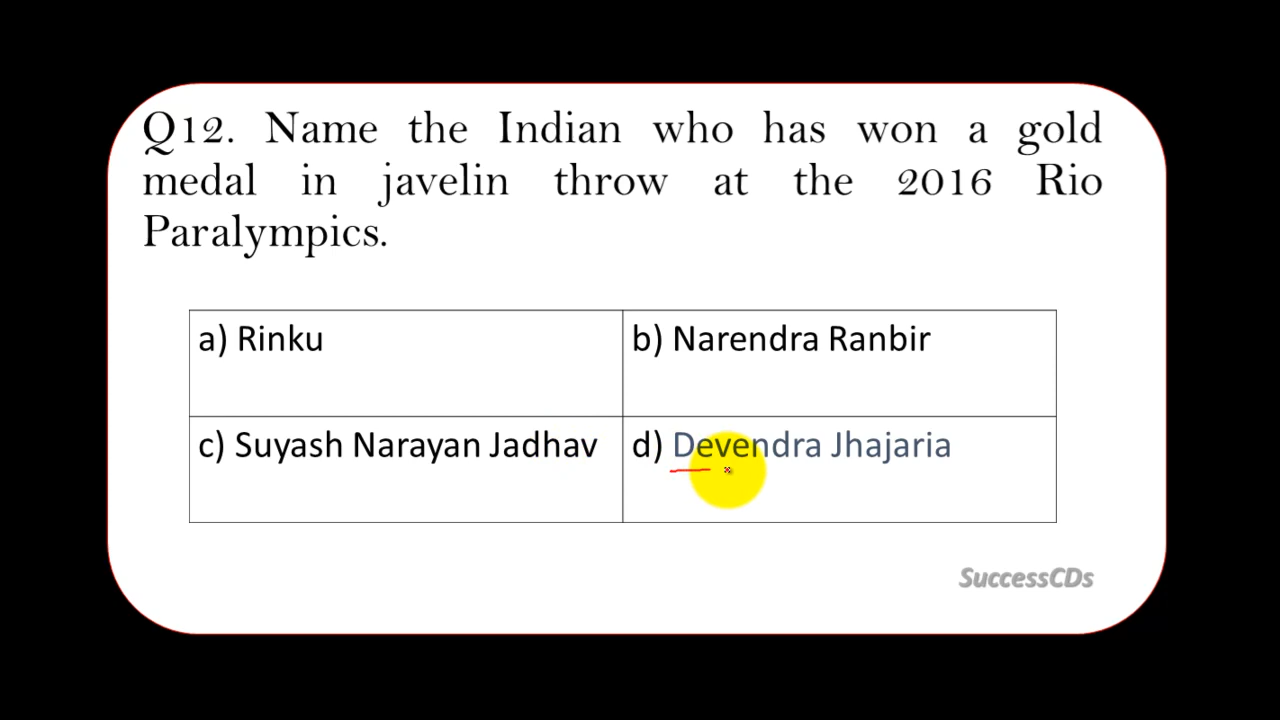 Q12. Name the Indian who has won a gold
medal in javelin throw at the 2016 Rio
Paralympics.
a) Rinku
b) Narendra Ranbir
c) Suyash Narayan Jadhav
d) Devendra Jhajaria
SuccessCDs